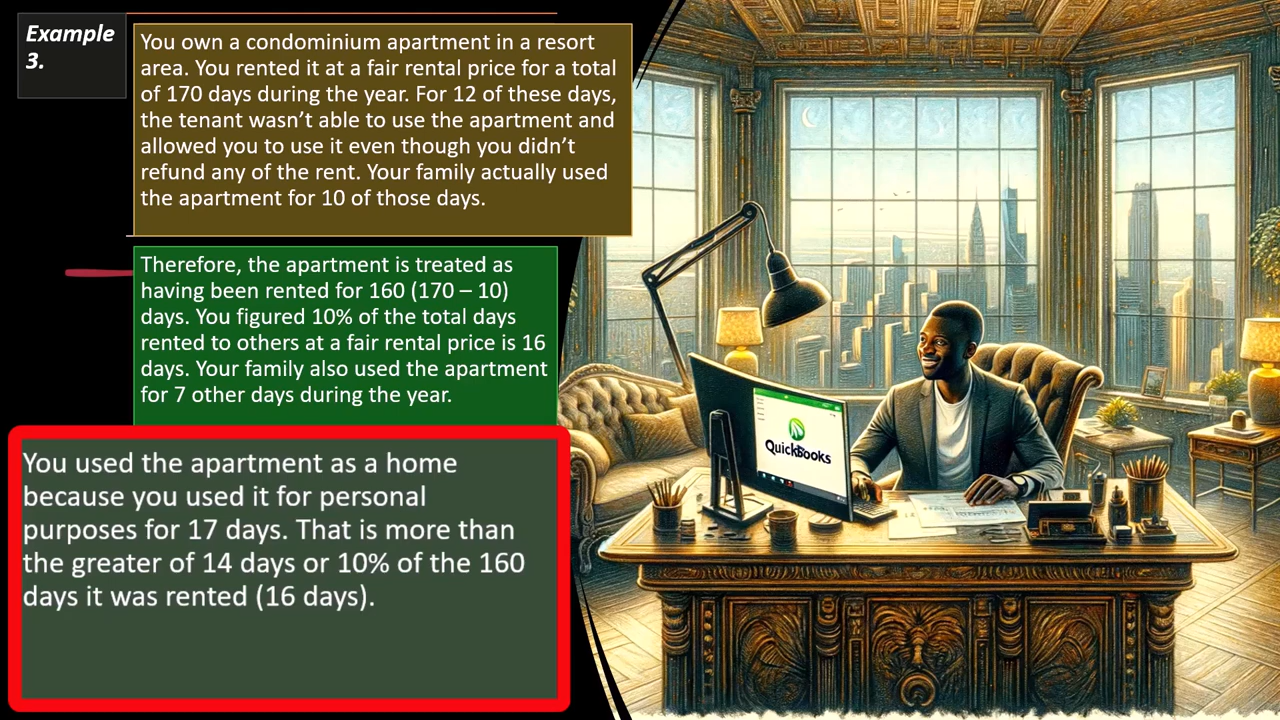 Example
3.
You own a condominium apartment in a resort
area. You rented it at a fair rental price for a total
of 170 days during the year. For 12 of these days,
the tenant wasn’t able to use the apartment and
allowed you to use it even though you didn’t
refund any of the rent. Your family actually used
the apartment for 10 of those days.
Therefore, the apartment is treated as
having been rented for 160 (170 – 10)
days. You figured 10% of the total days
rented to others at a fair rental price is 16
days. Your family also used the apartment
for 7 other days during the year.
You used the apartment as a home
because you used it for personal
purposes for 17 days. That is more than
the greater of 14 days or 10% of the 160
days it was rented (16 days).
QuickBooks